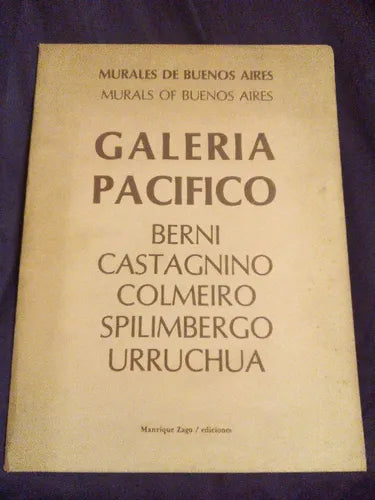 MURALES DE BUENOS AIRES
MURALS OF BUENOS AIRES
GALERIA
PACIFICO
BERNI
CASTAGNINO
COLMEIRO
SPILIMBERGO
URRUCHUA
Manrique Zago / ediciones